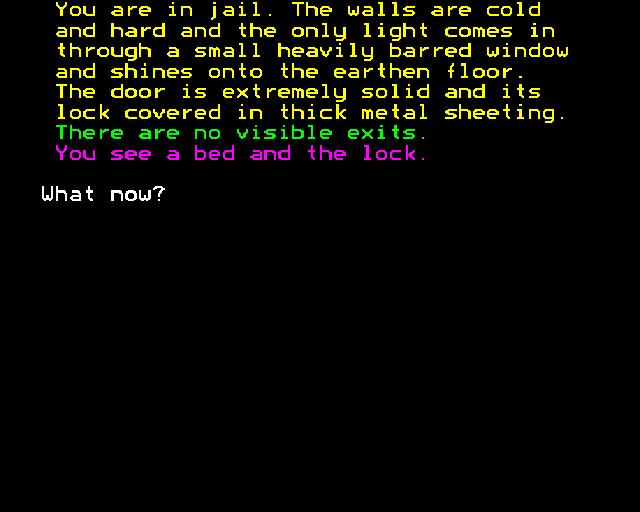 You are in jail. The walls are cold
and hard and the only light comes in
through a small heavily barred window
and shines onto the earthen floor.
The door is extremely solid and its
lock covered in thick metal sheeting.
There are no visible exits.
You see a bed and the lock.
What now?